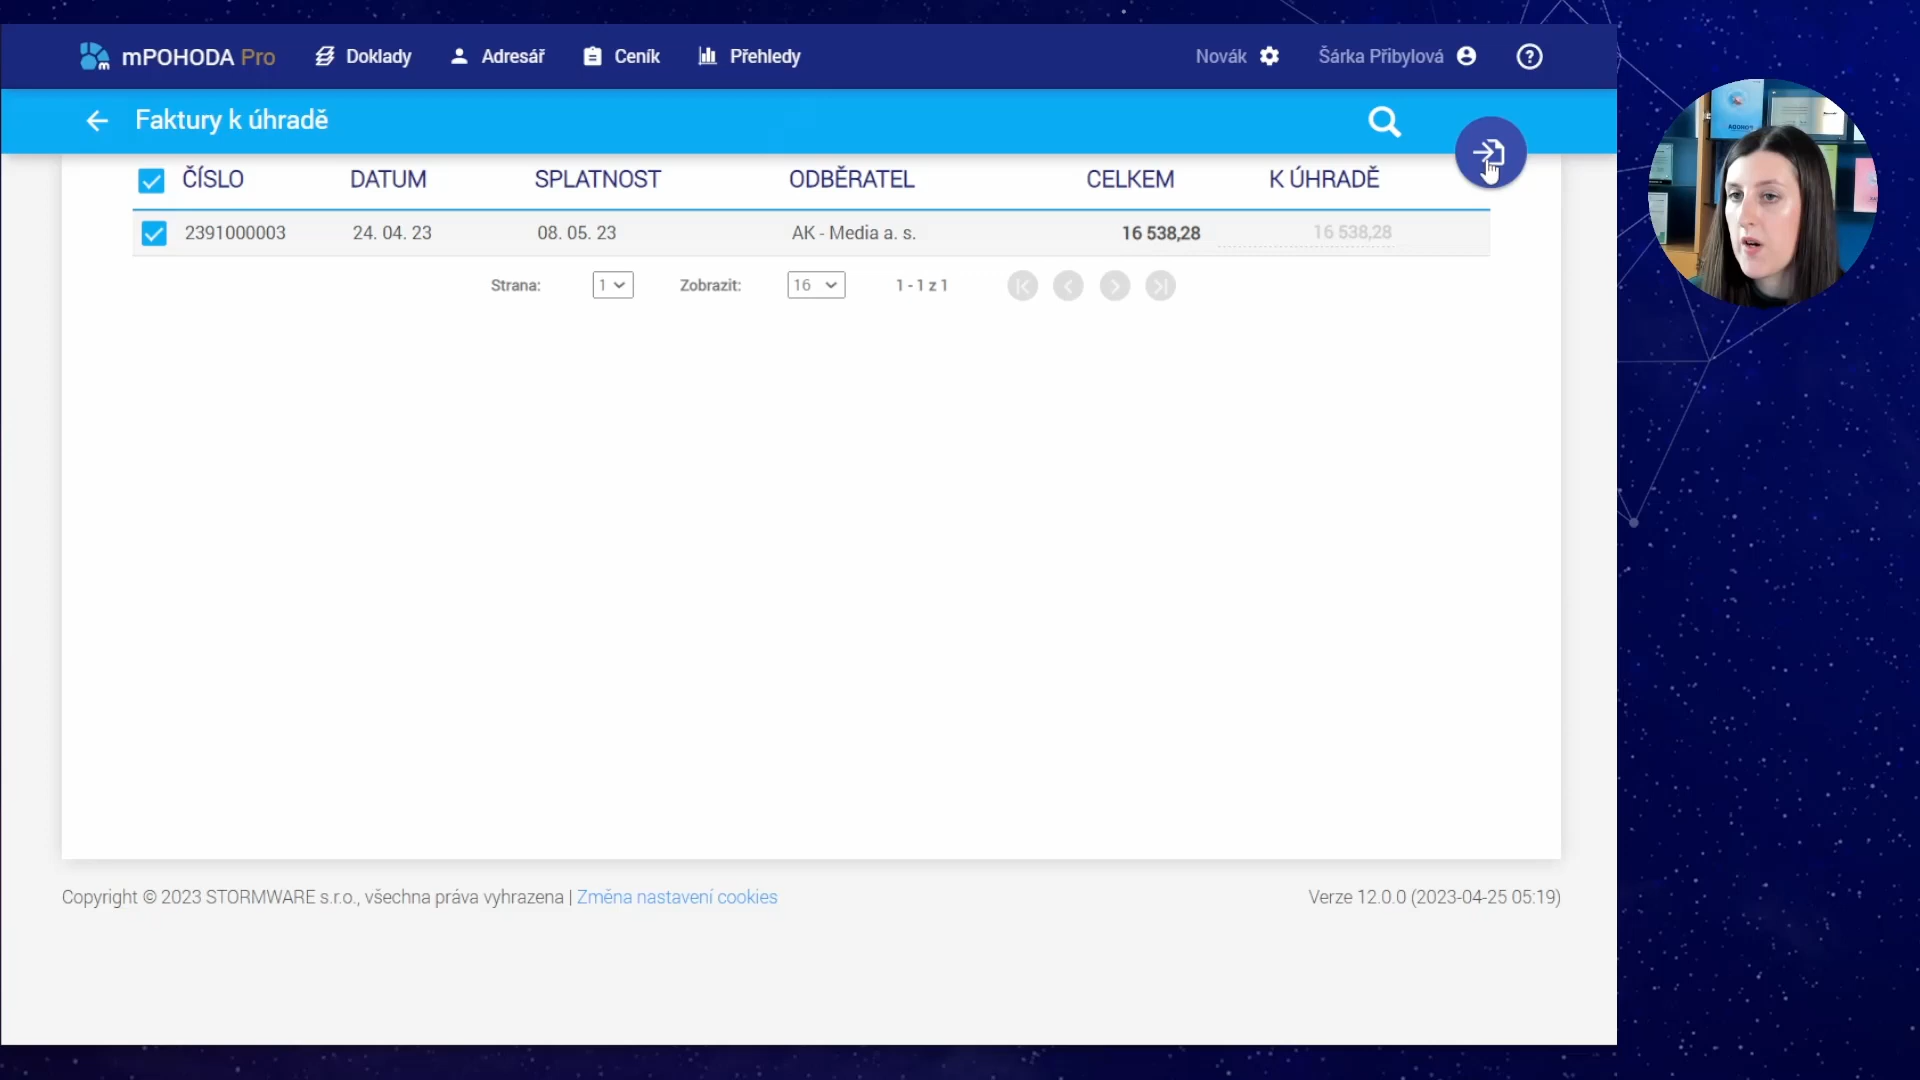 mPOHODA Pro Doklady Adresář Ceník Přehledy Novák Šárka Přibylová
Faktury k úhradě
ČÍSLO DATUM SPLATNOST ODBĚRATEL CELKEM K ÚHRADĚ
2391000003 24. 04. 23 08. 05. 23 AK - Media a. s. 16 538,28 16 538,28
Strana: 1 Zobrazit: 16 1 - 1 z 1
Copyright © 2023 STORMWARE s.r.o., všechna práva vyhrazena | Změna nastavení cookies Verze 12.0.0 (2023-04-25 05:19)